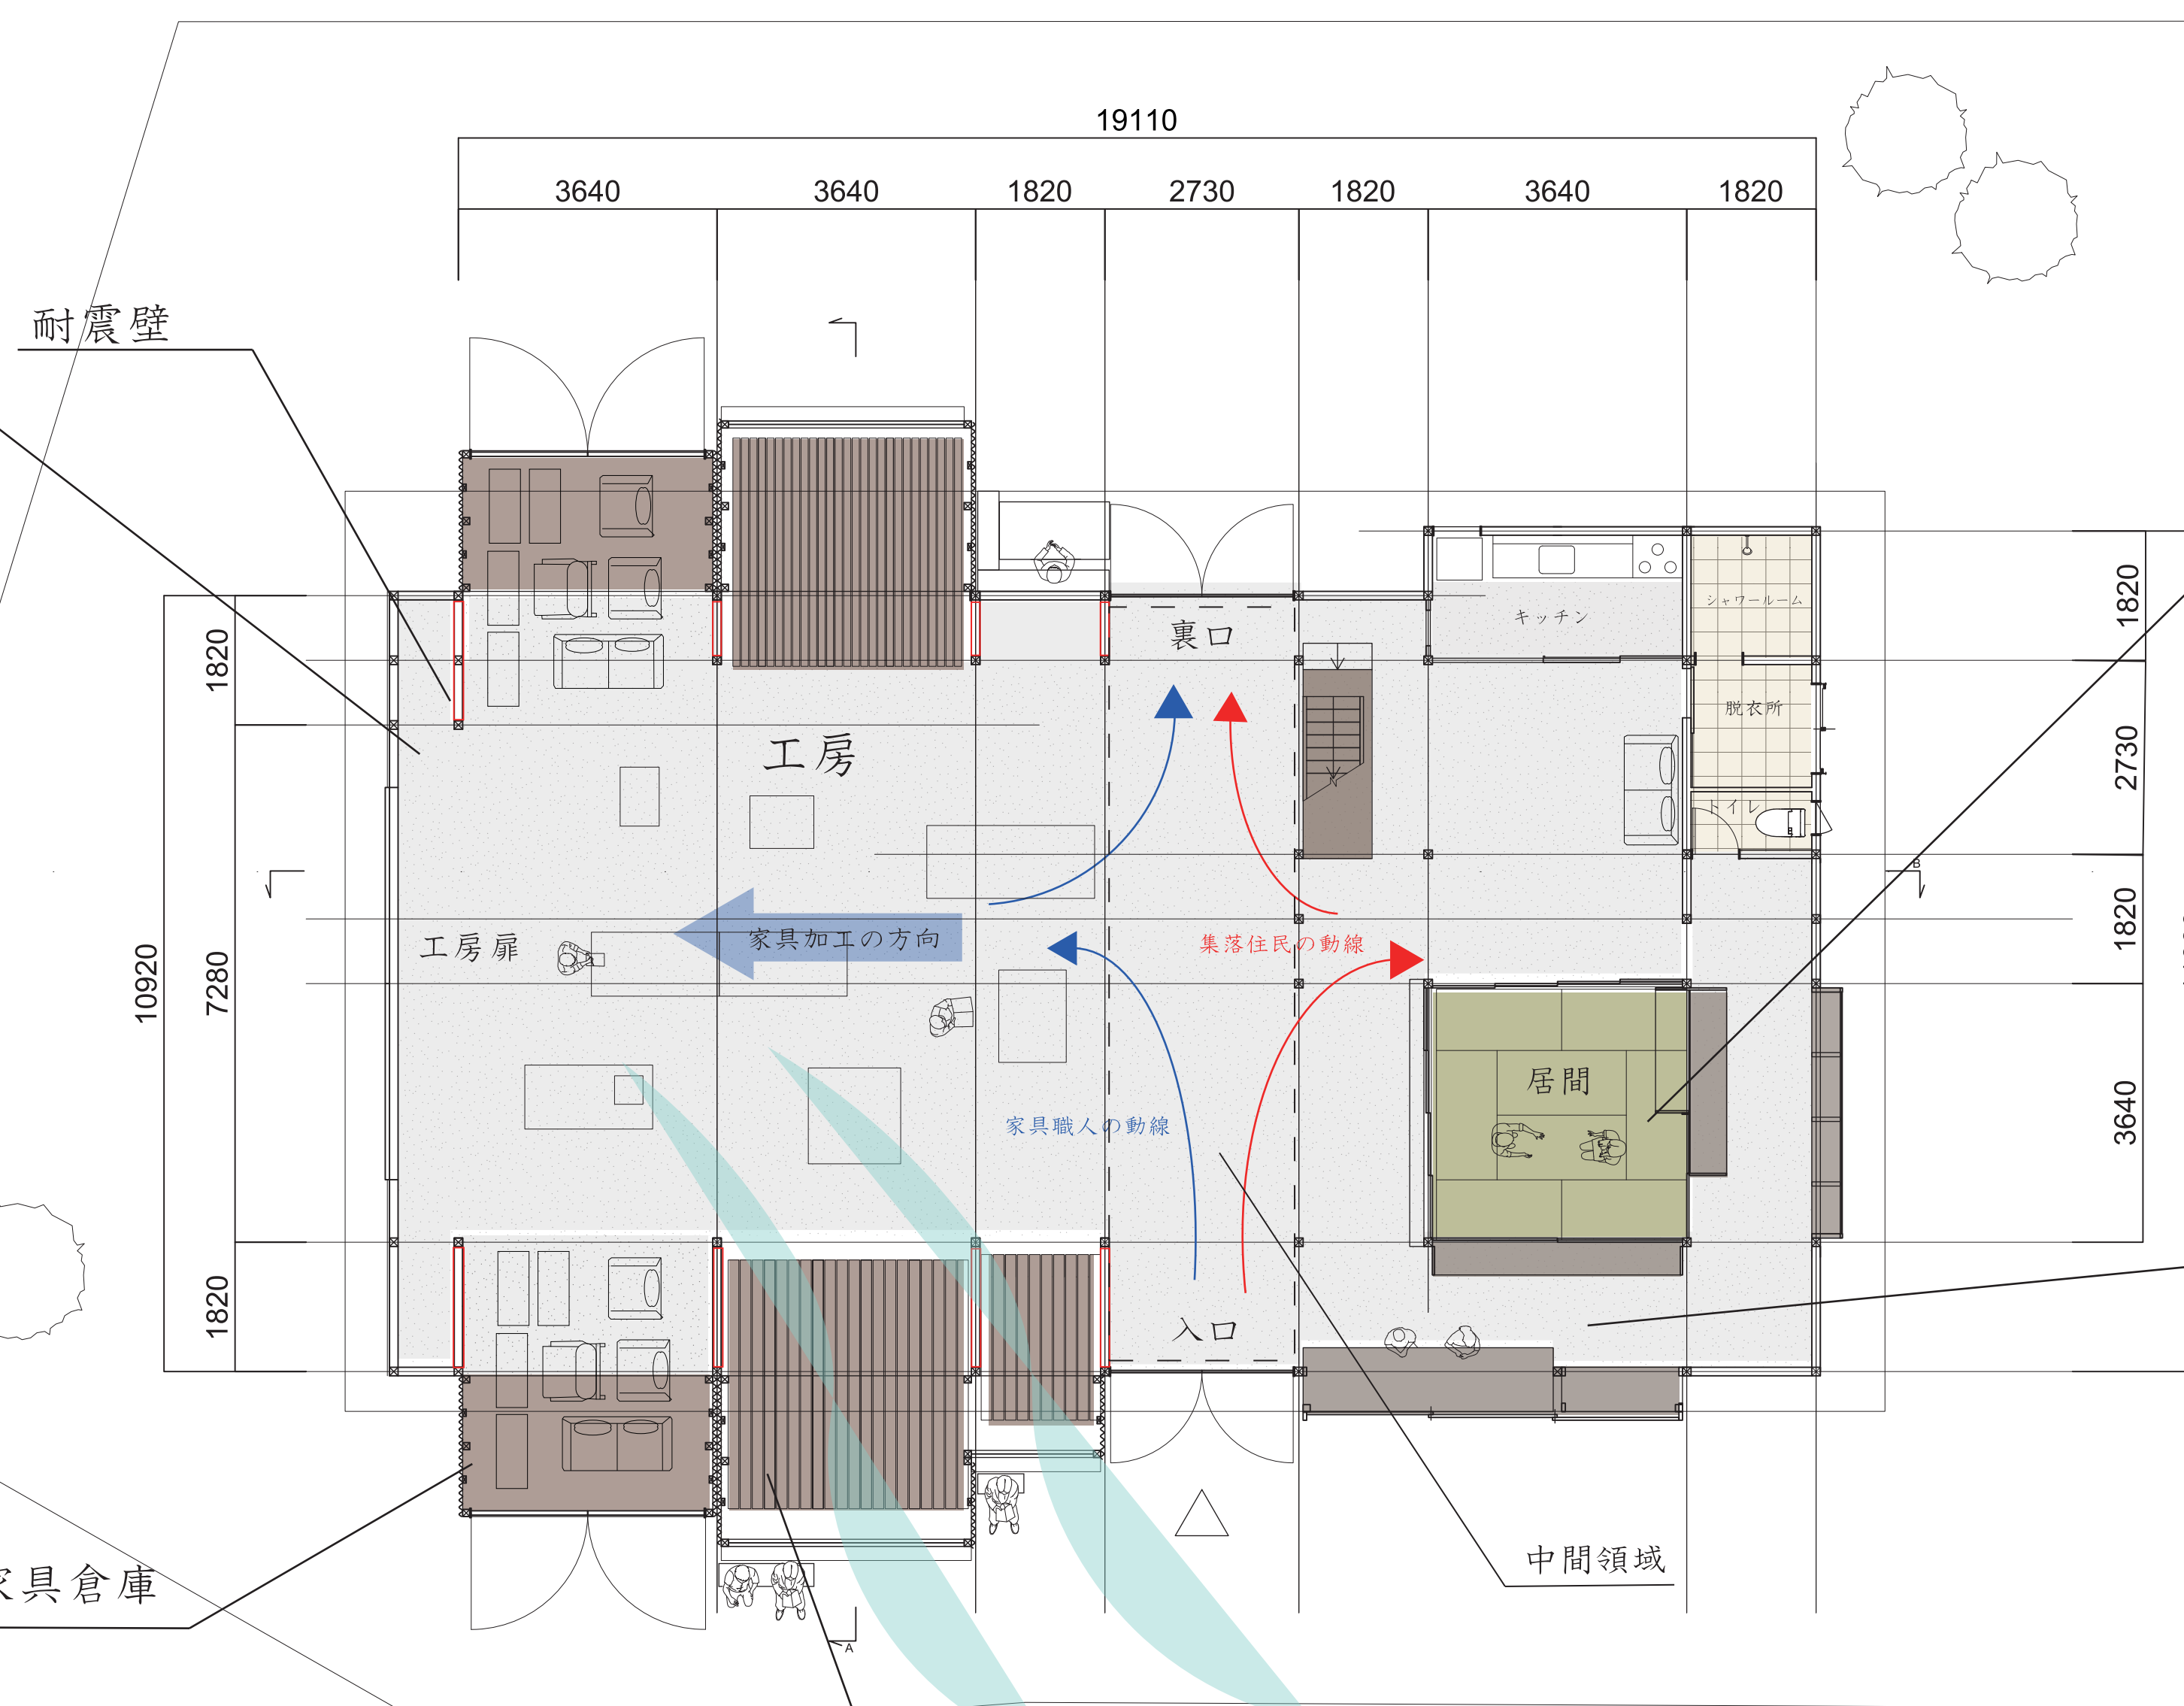 19110
3640 3640 1820 2730 1820 3640 1820
耐震壁
裏口
キッチン
シャワールーム
脱衣所
トイレ
工房
工房扉
家具加工の方向
集落住民の動線
家具職人の動線
居間
入口
中間領域
具倉庫
10920
1820
7280
1820
1820
2730
1820
3640
B
A